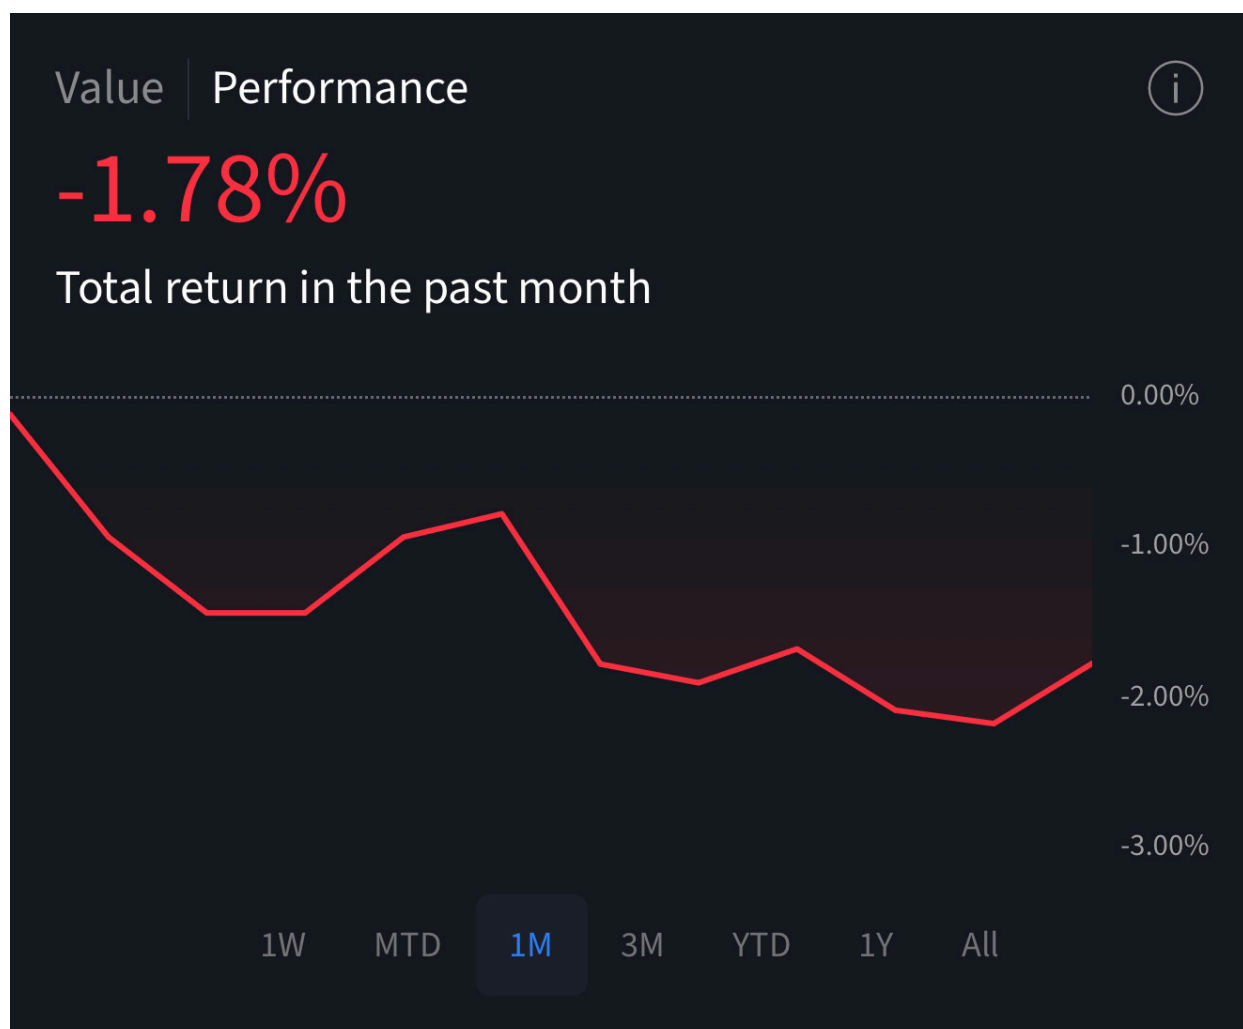 Value Performance
i
-1.78%
Total return in the past month
0.00%
-1.00%
-2.00%
-3.00%
1W MTD 1M 3M YTD 1Y All